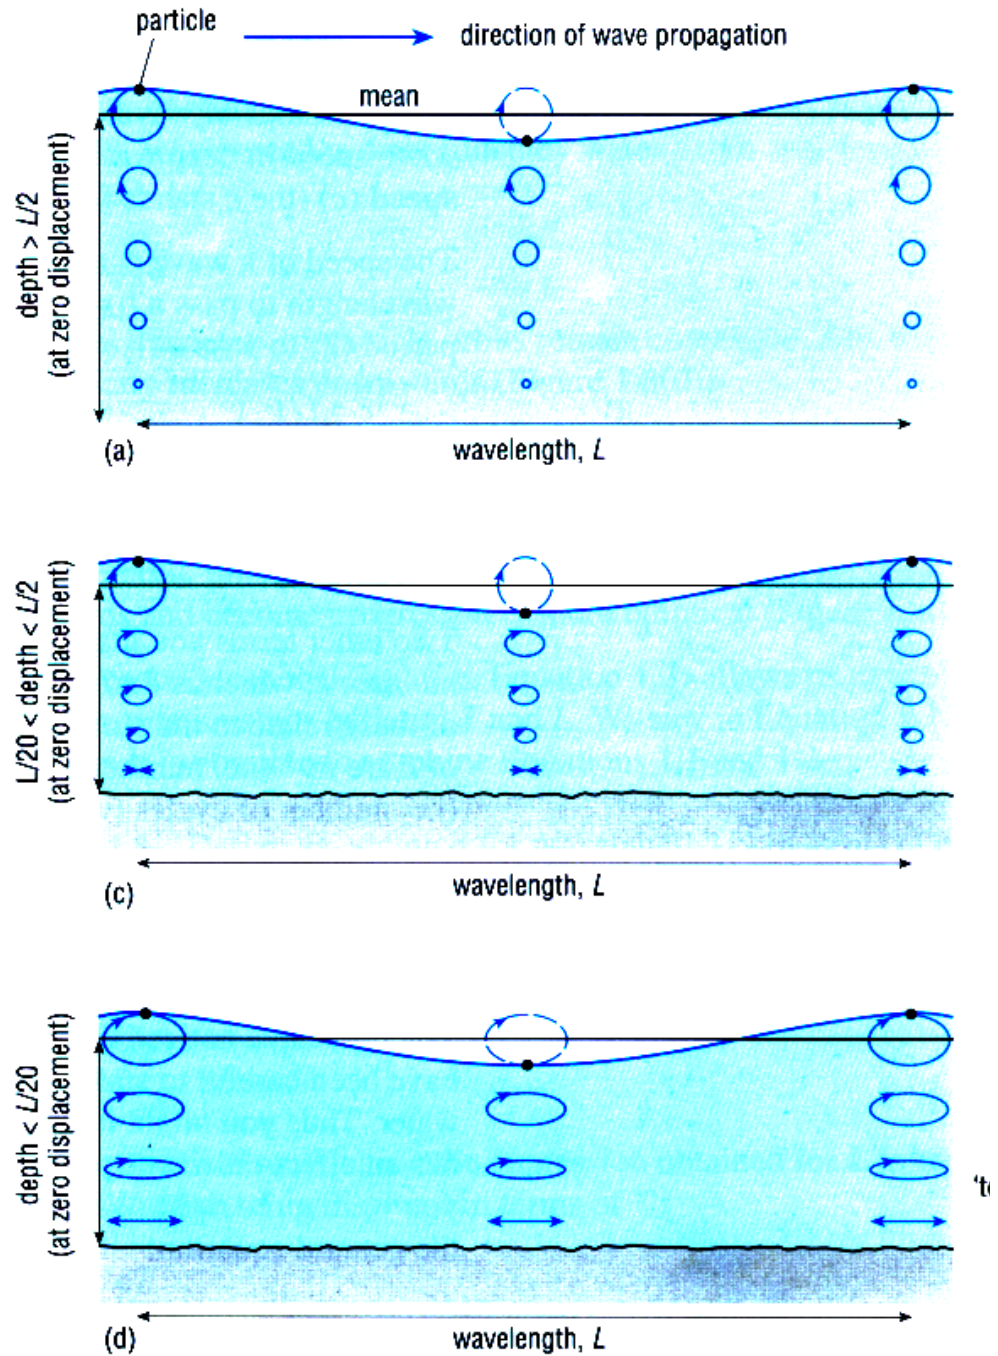 particle
direction of wave propagation
mean
depth > L/2
(at zero displacement)
(a)
wavelength, L
L/20 < depth < L/2
(at zero displacement)
(c)
wavelength, L
depth < L/20
(at zero displacement)
(d)
wavelength, L